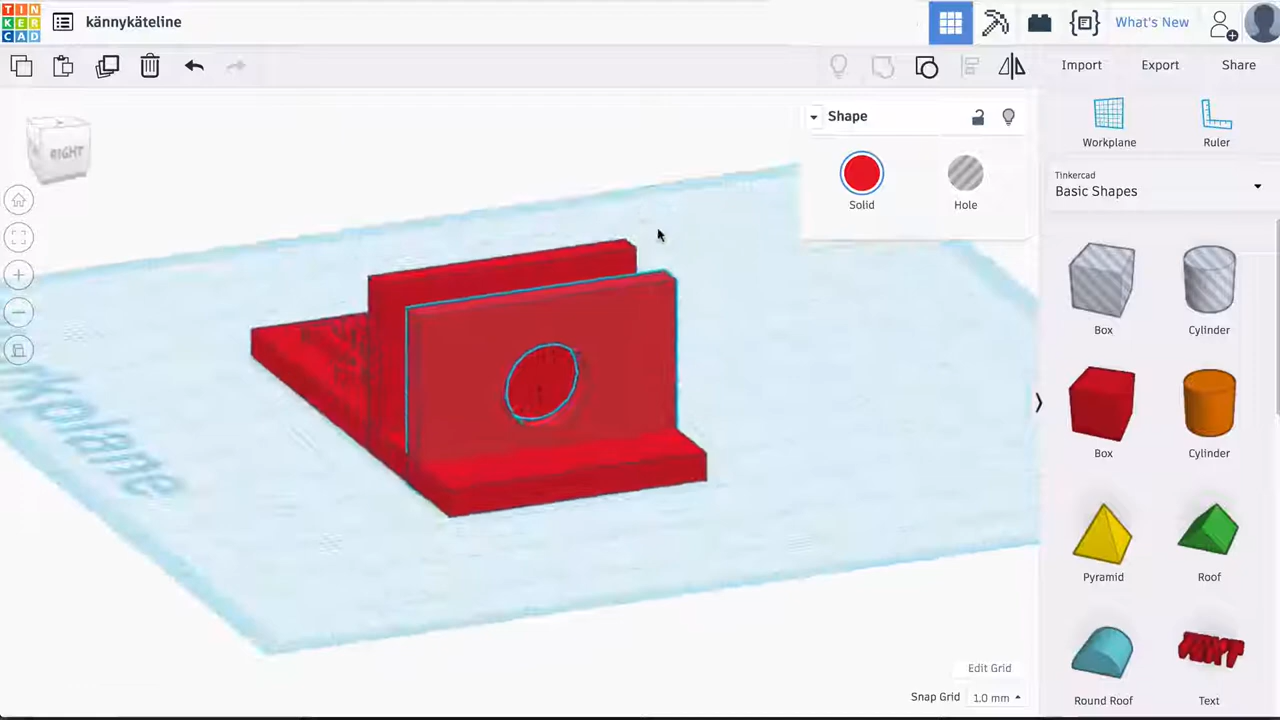 TIN
KER
CAD
kännykäteline
What's New
Import
Export
Share
RIGHT
Shape
Solid
Hole
Workplane
Ruler
Tinkercad
Basic Shapes
Box
Cylinder
Box
Cylinder
Pyramid
Roof
Round Roof
Text
Edit Grid
Snap Grid
1.0 mm